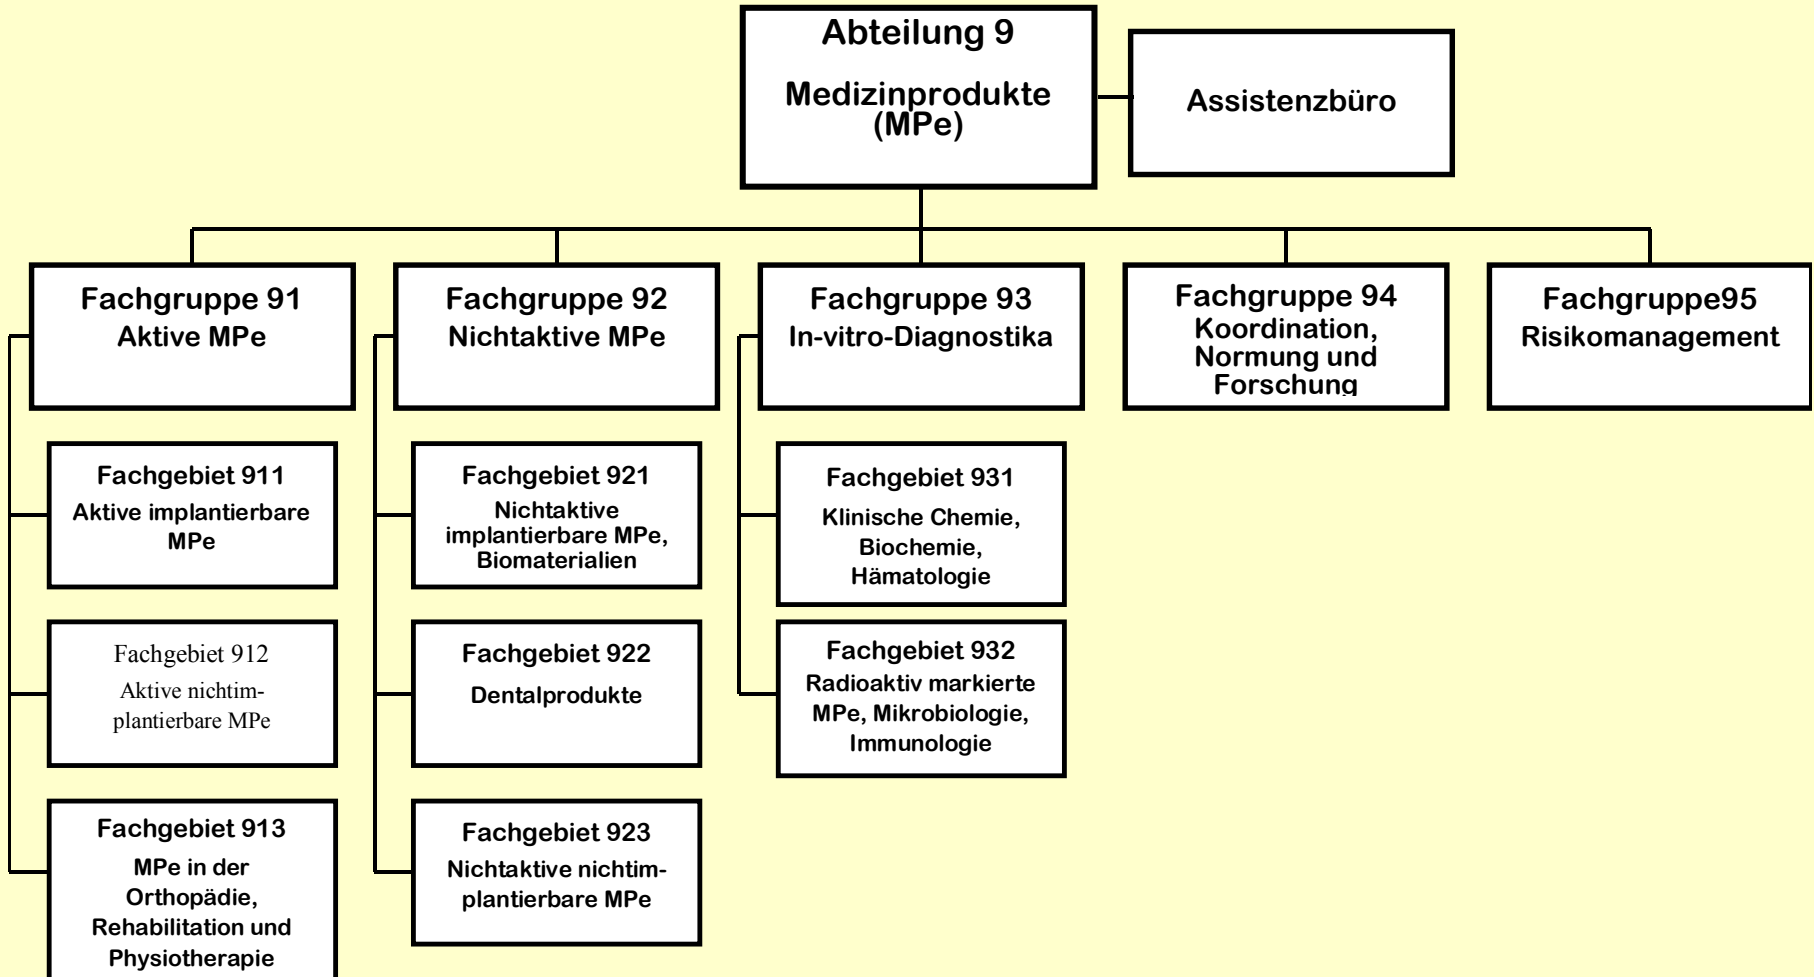 Abteilung 9
Medizinprodukte
(MPe)
Assistenzbüro
Fachgruppe 91
Aktive MPe
Fachgruppe 92
Nichtaktive MPe
Fachgruppe 93
In-vitro-Diagnostika
Fachgruppe 94
Koordination,
Normung und
Forschung
Fachgruppe95
Risikomanagement
Fachgebiet 911
Aktive implantierbare
MPe
Fachgebiet 912
Aktive nichtim-
plantierbare MPe
Fachgebiet 913
MPe in der
Orthopädie,
Rehabilitation und
Physiotherapie
Fachgebiet 921
Nichtaktive
implantierbare MPe,
Biomaterialien
Fachgebiet 922
Dentalprodukte
Fachgebiet 923
Nichtaktive nichtim-
plantierbare MPe
Fachgebiet 931
Klinische Chemie,
Biochemie,
Hämatologie
Fachgebiet 932
Radioaktiv markierte
MPe, Mikrobiologie,
Immunologie